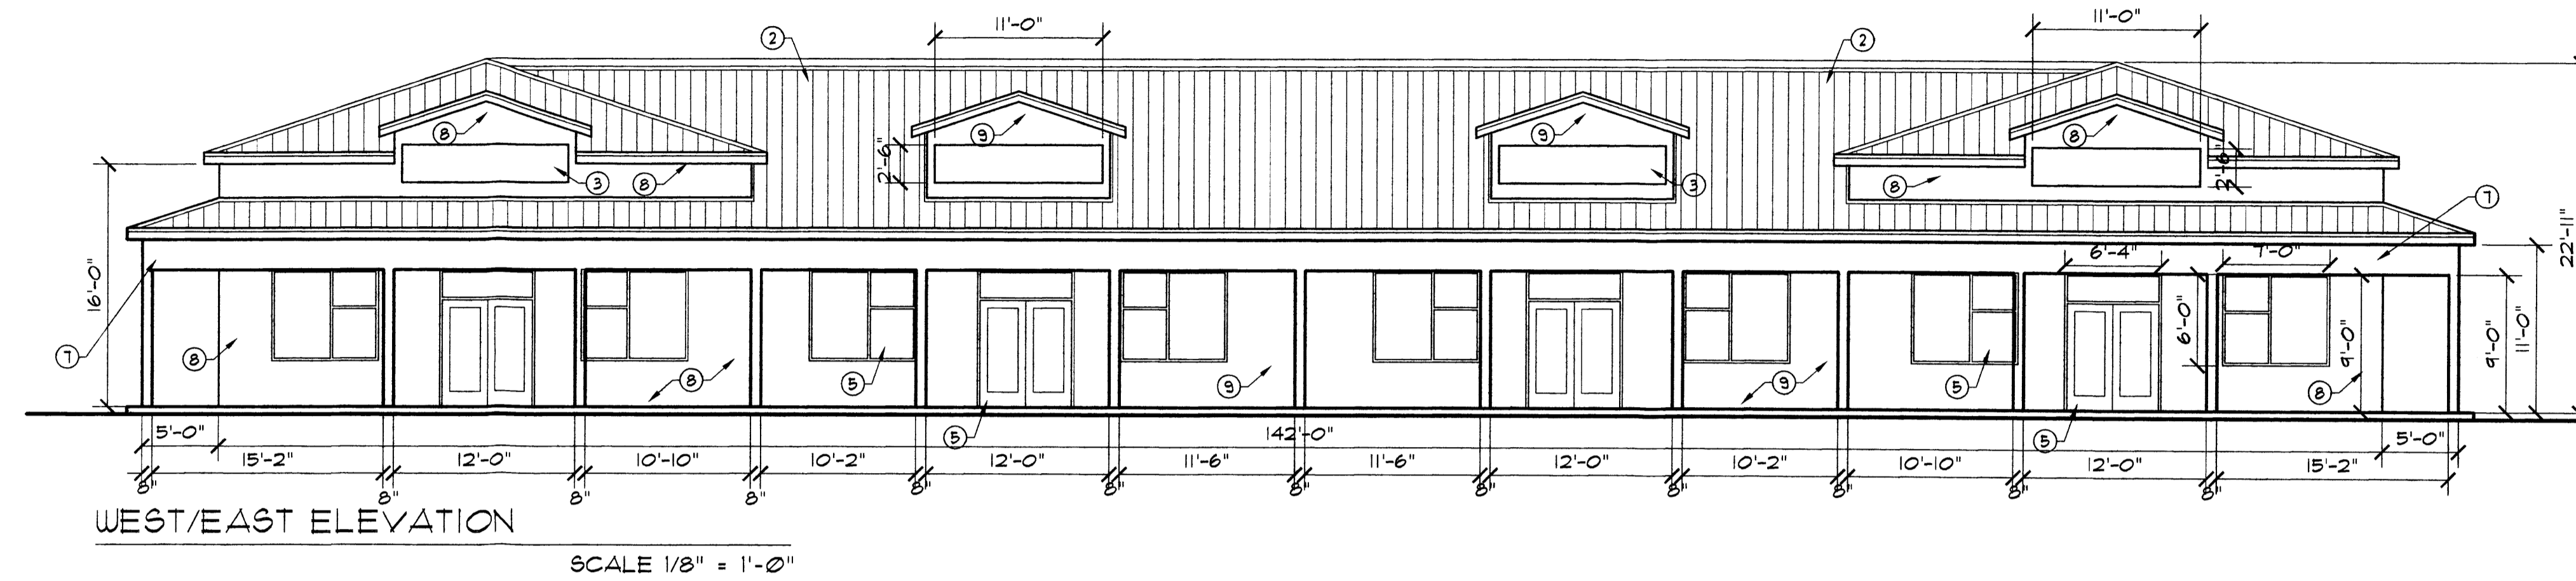 11'-0" 11'-0"
2 2
8 9 9 8
2'-6" 2'-6"
3 8 3 8 7
16'-0" 6'-4" 7'-0" 22'-11"
7 8 8 5 9 9 5 6'-0" 9'-0" 8 9'-0" 11'-0"
5'-0" 5 142'-0" 5 5'-0"
15'-2" 12'-0" 10'-10" 10'-2" 12'-0" 11'-6" 11'-6" 12'-0" 10'-2" 10'-10" 12'-0" 15'-2"
8" 8" 8" 8" 8" 8" 8" 8" 8" 8" 8" 8"
WEST/EAST ELEVATION
SCALE 1/8" = 1'-0"